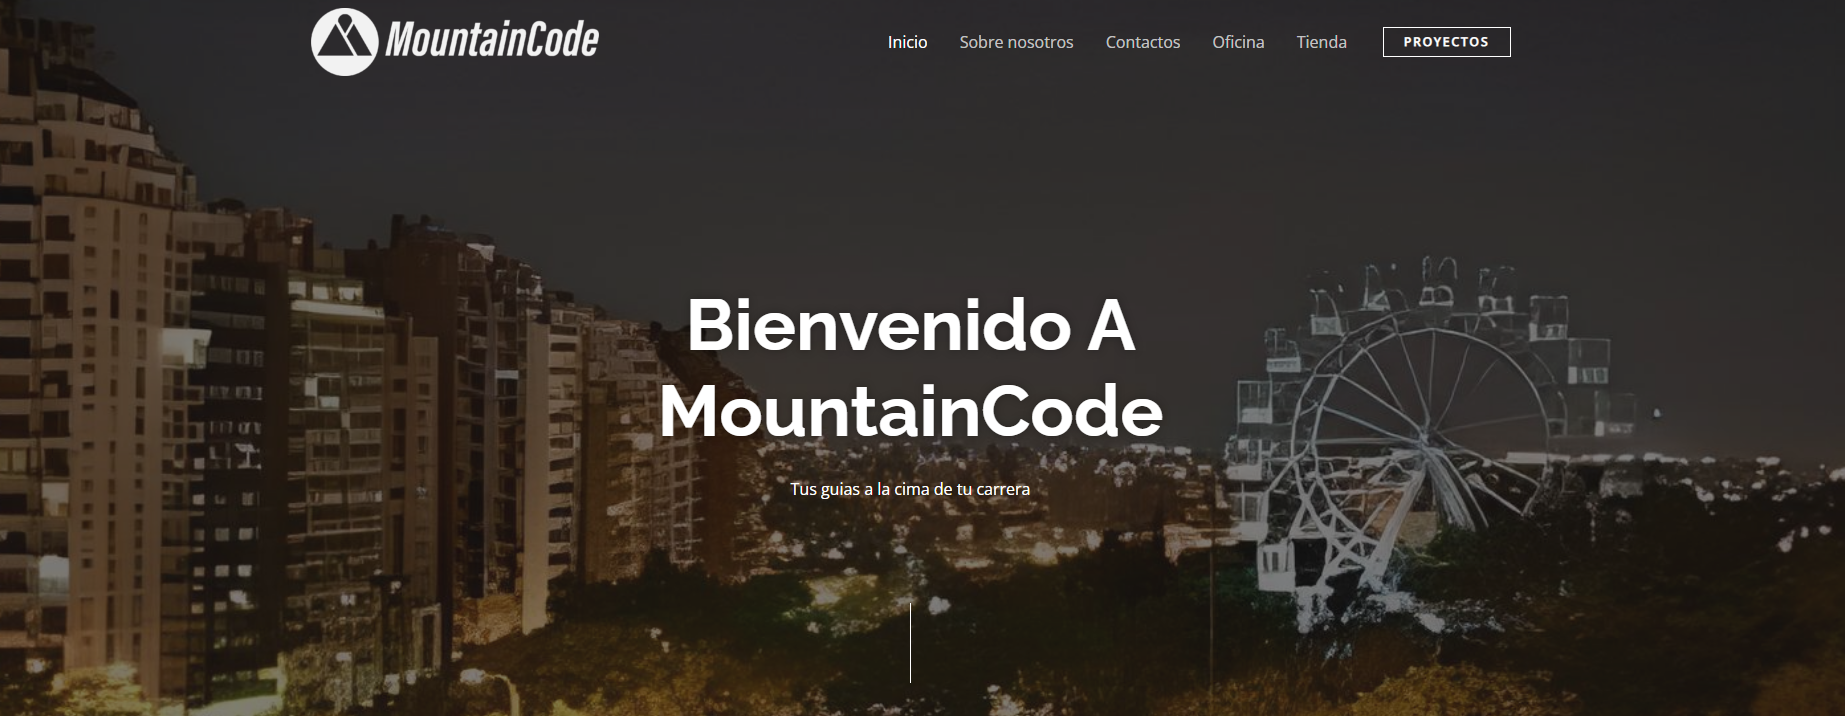 MountainCode
Inicio Sobre nosotros Contactos Oficina Tienda PROYECTOS
Bienvenido A
MountainCode
Tus guias a la cima de tu carrera